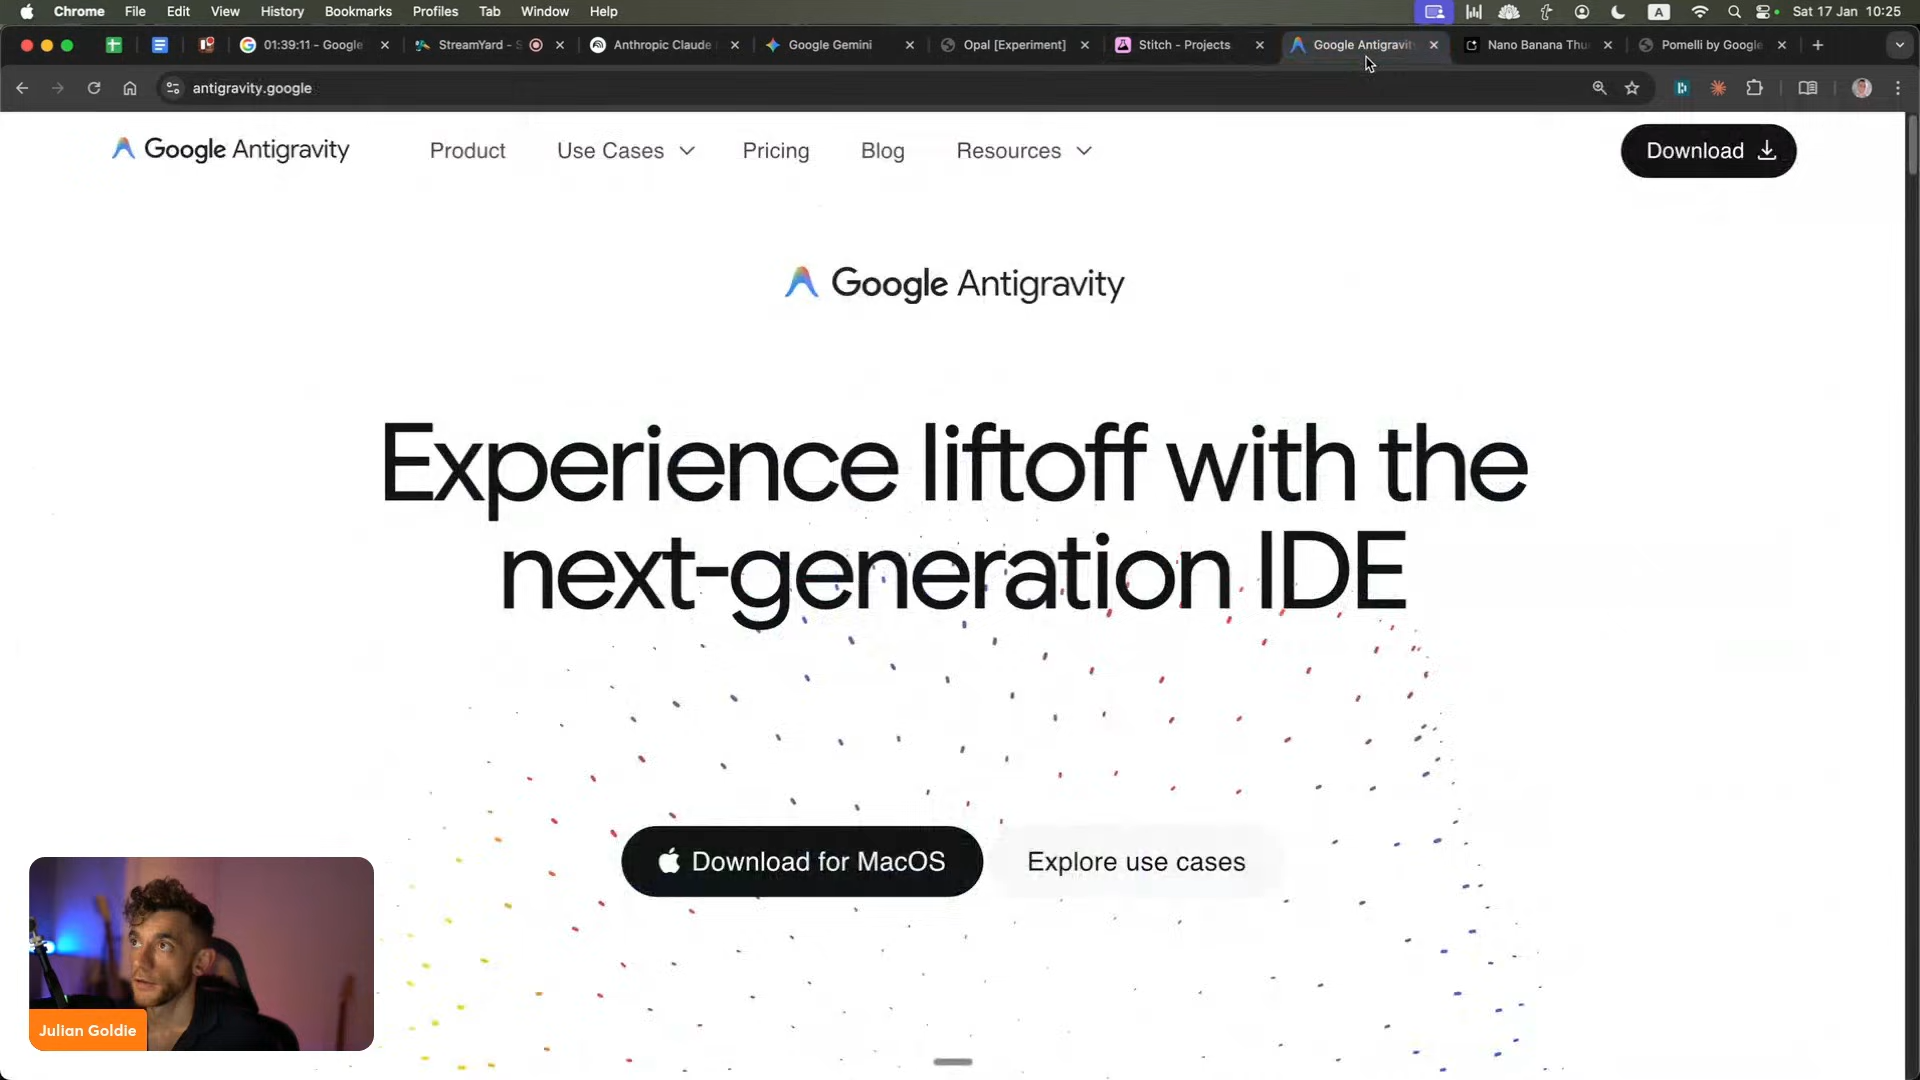 Chrome File Edit View History Bookmarks Profiles Tab Window Help A Sat 17 Jan 10:25
01:39:11 - Google StreamYard - Anthropic Claude Google Gemini Opal [Experiment] Stitch - Projects Google Antigravit Nano Banana Thu Pomelli by Google
antigravity.google
Google Antigravity Product Use Cases Pricing Blog Resources Download
Google Antigravity
Experience liftoff with the
next-generation IDE
Download for MacOS Explore use cases
Julian Goldie